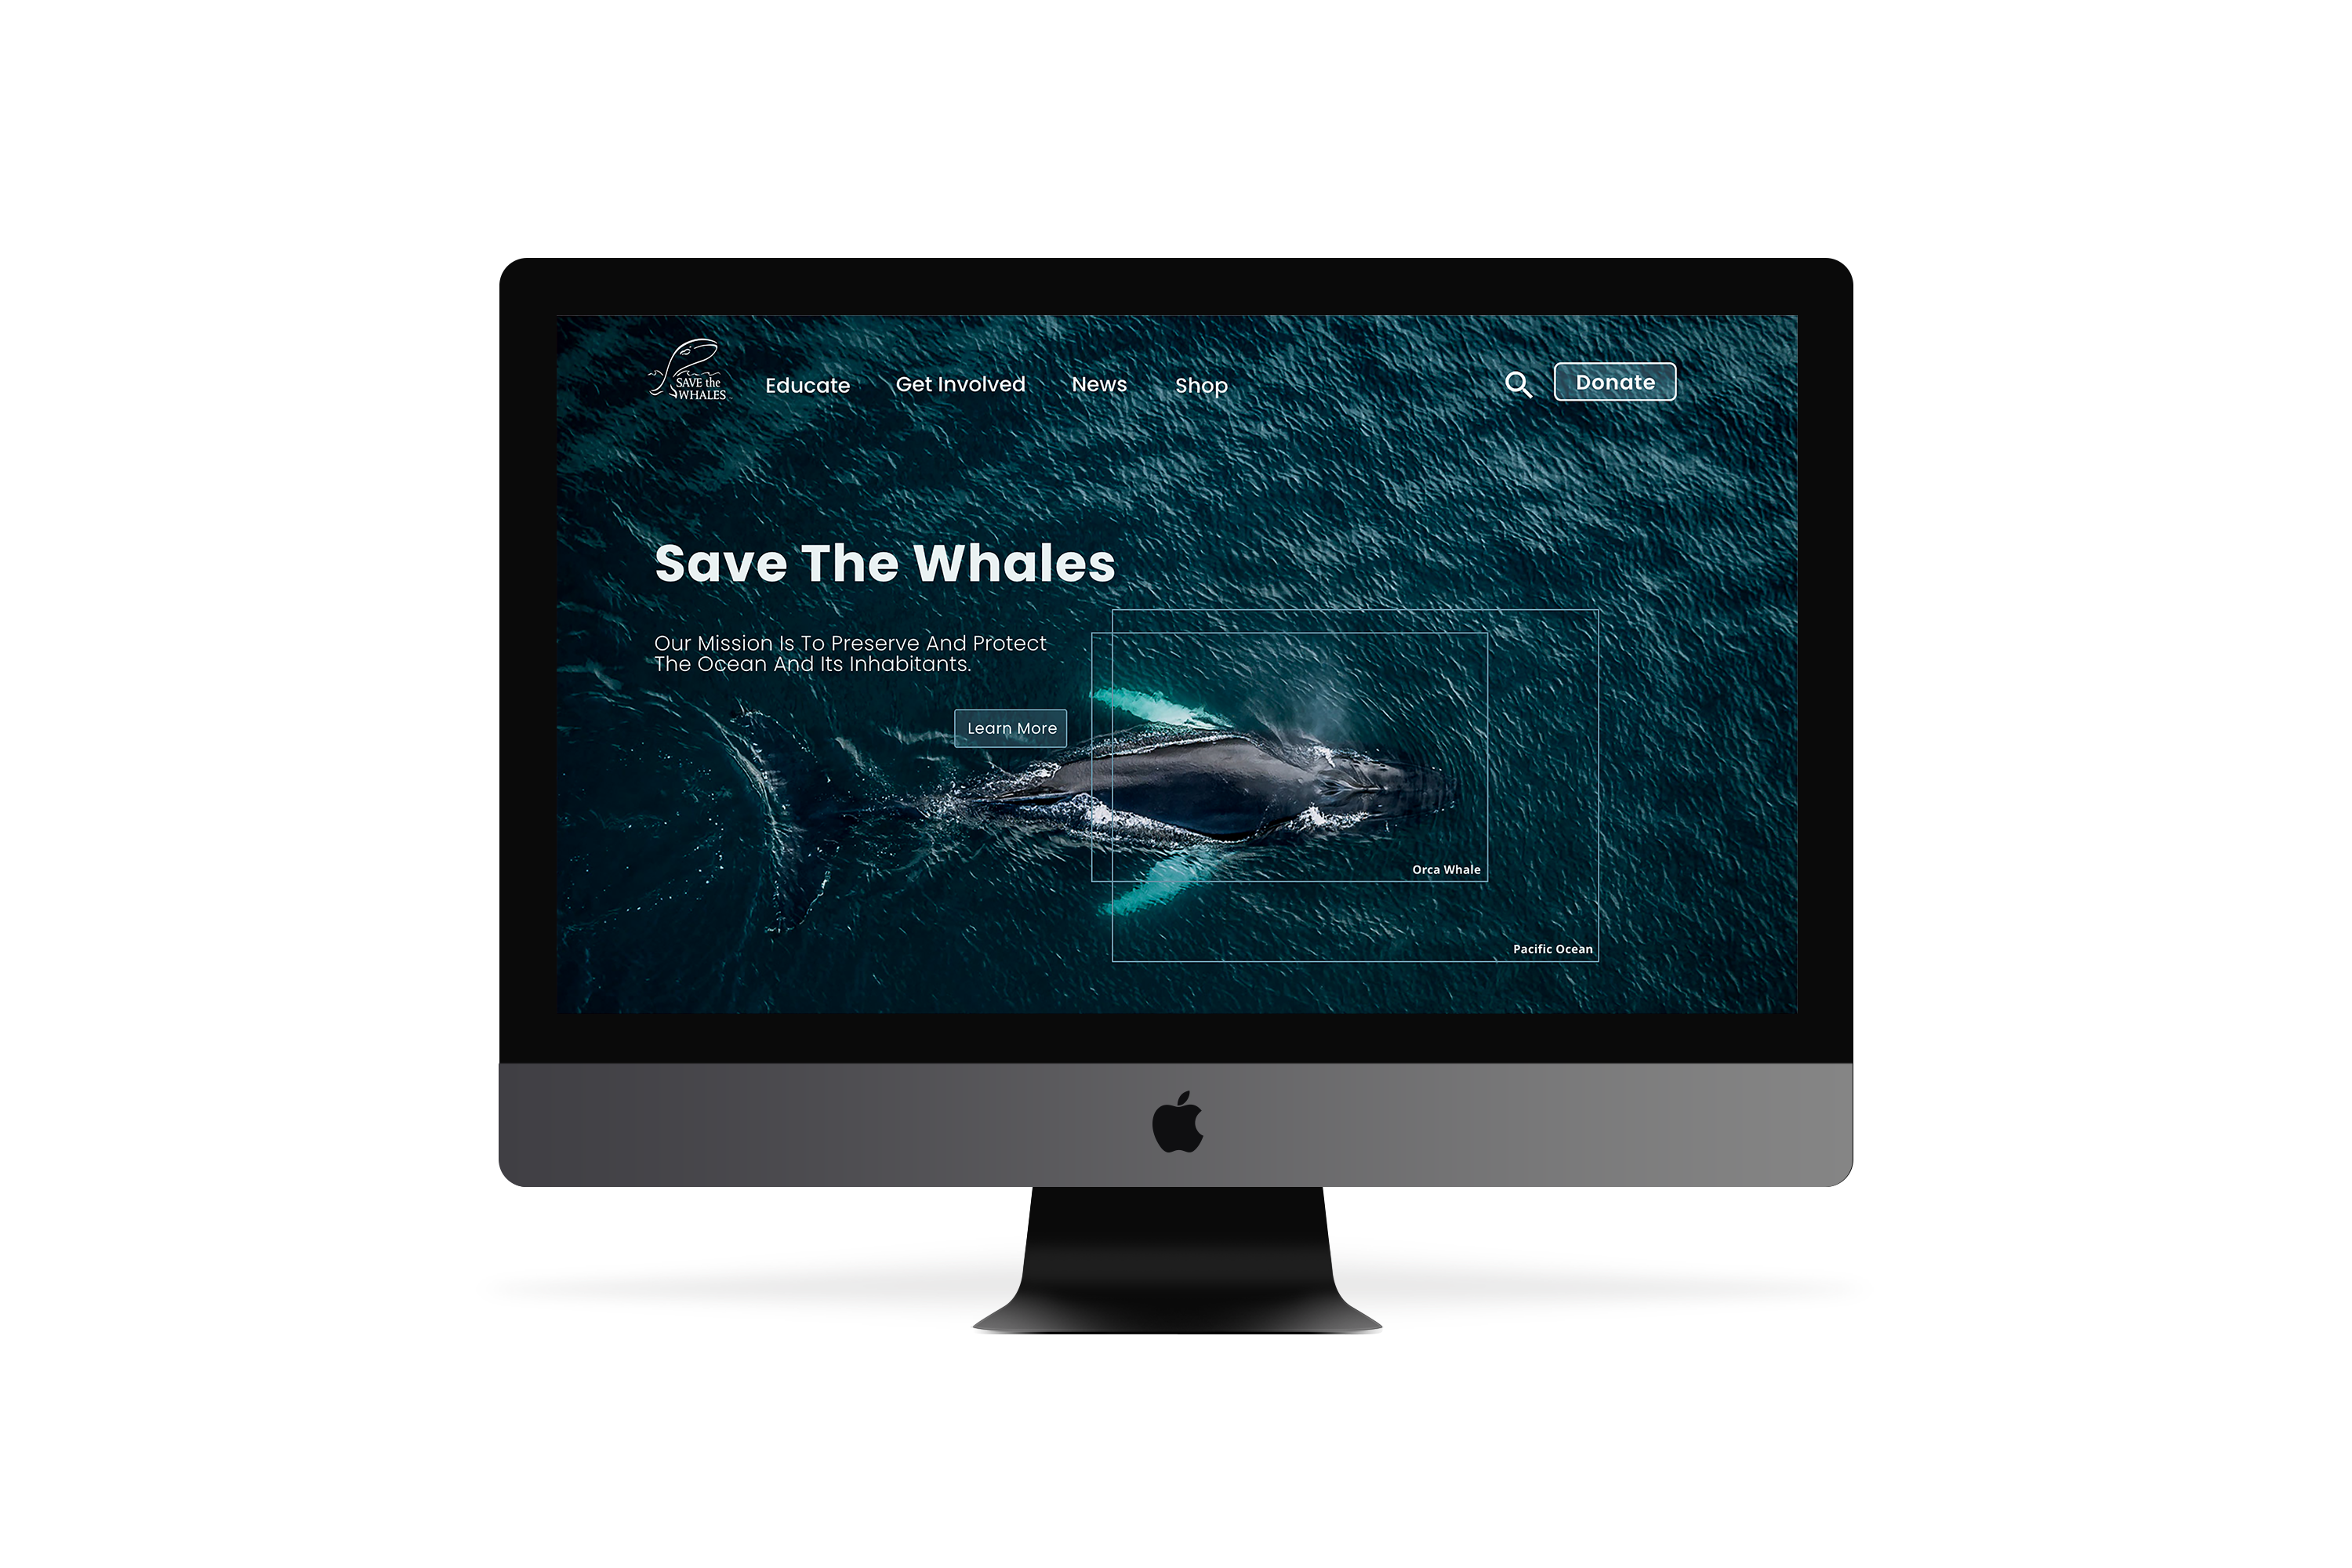 SAVE the
WHALES
Educate
Get Involved
News
Shop
Donate
Save The Whales
Our Mission Is To Preserve And Protect
The Ocean And Its Inhabitants.
Learn More
Orca Whale
Pacific Ocean